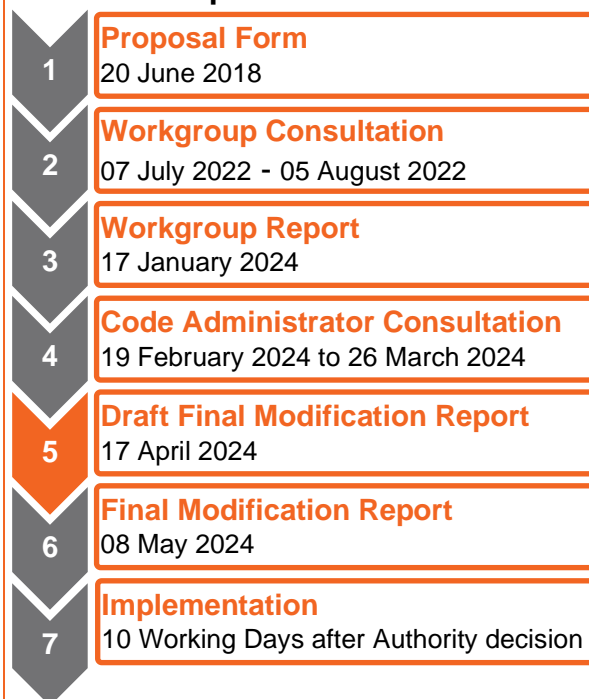 1
Proposal Form
20 June 2018
2
Workgroup Consultation
07 July 2022 - 05 August 2022
3
Workgroup Report
17 January 2024
4
Code Administrator Consultation
19 February 2024 to 26 March 2024
5
Draft Final Modification Report
17 April 2024
6
Final Modification Report
08 May 2024
7
Implementation
10 Working Days after Authority decision